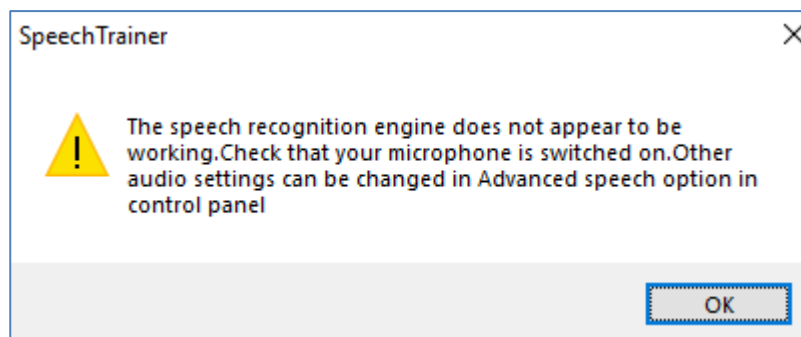 SpeechTrainer
The speech recognition engine does not appear to be
working.Check that your microphone is switched on.Other
audio settings can be changed in Advanced speech option in
control panel
OK